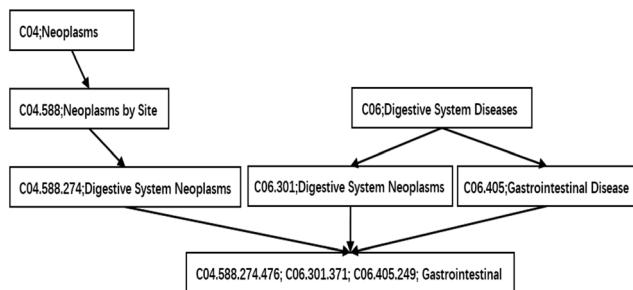 C04;Neoplasms
C04.588;Neoplasms by Site
C06;Digestive System Diseases
C04.588.274;Digestive System Neoplasms
C06.301;Digestive System Neoplasms
C06.405;Gastrointestinal Disease
C04.588.274.476; C06.301.371; C06.405.249; Gastrointestinal